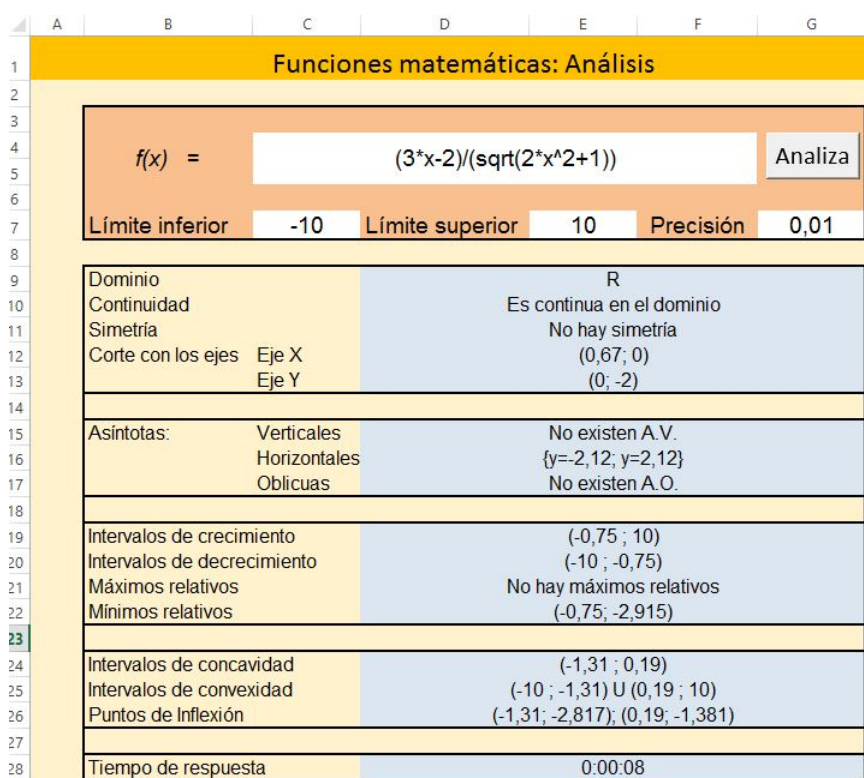 A B C D E F G
1 Funciones matemáticas: Análisis
2
3
4
f(x) = (3*x-2)/(sqrt(2*x^2+1)) Analiza
5
6
7 Límite inferior -10 Límite superior 10 Precisión 0,01
8
9 Dominio R
10 Continuidad Es continua en el dominio
11 Simetría No hay simetría
12 Corte con los ejes Eje X (0,67; 0)
13 Eje Y (0; -2)
14
15 Asíntotas: Verticales No existen A.V.
16 Horizontales {y=-2,12; y=2,12}
17 Oblicuas No existen A.O.
18
19 Intervalos de crecimiento (-0,75 ; 10)
20 Intervalos de decrecimiento (-10 ; -0,75)
21 Máximos relativos No hay máximos relativos
22 Mínimos relativos (-0,75; -2,915)
23
24 Intervalos de concavidad (-1,31 ; 0,19)
25 Intervalos de convexidad (-10 ; -1,31) U (0,19 ; 10)
26 Puntos de Inflexión (-1,31; -2,817); (0,19; -1,381)
27
28 Tiempo de respuesta 0:00:08